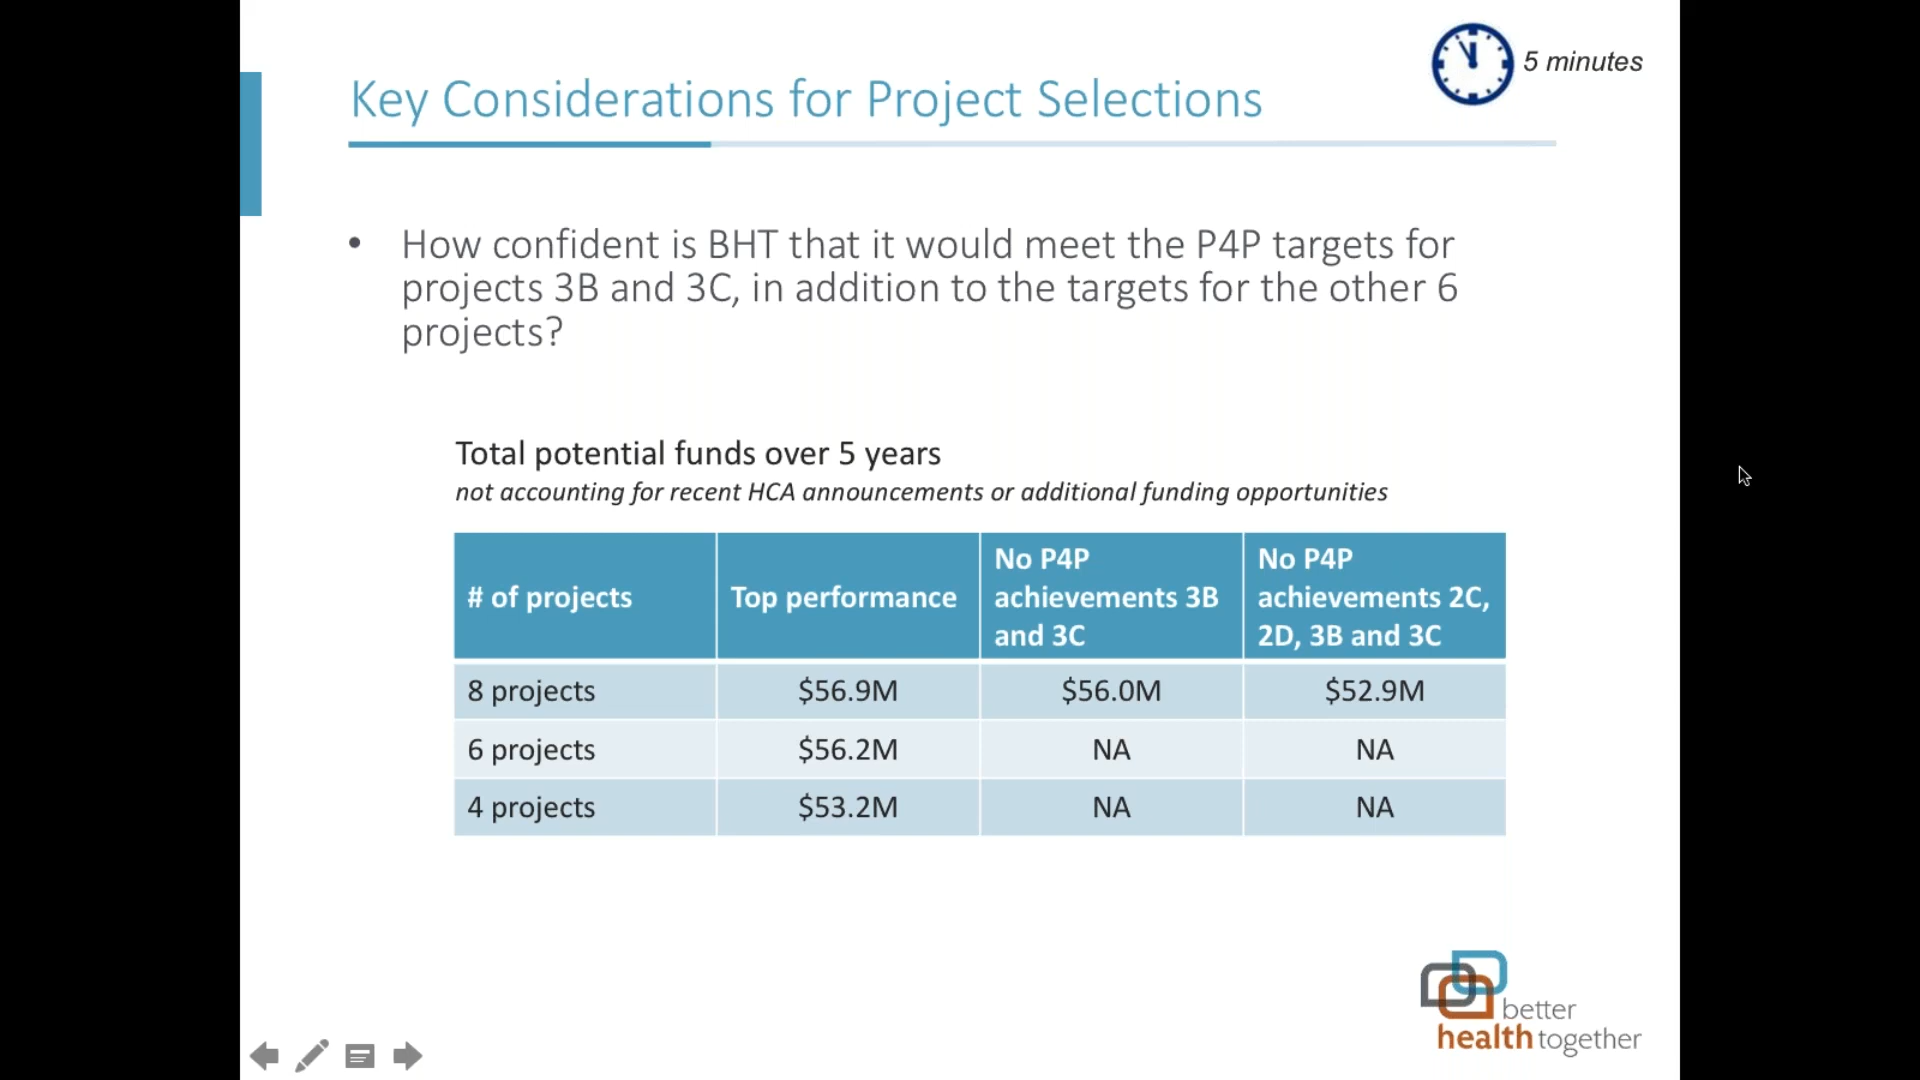 5 minutes
Key Considerations for Project Selections
• How confident is BHT that it would meet the P4P targets for
projects 3B and 3C, in addition to the targets for the other 6
projects?
Total potential funds over 5 years
not accounting for recent HCA announcements or additional funding opportunities
# of projects
Top performance
No P4P
achievements 3B
and 3C
No P4P
achievements 2C,
2D, 3B and 3C
8 projects $56.9M $56.0M $52.9M
6 projects $56.2M NA NA
4 projects $53.2M NA NA
better
health together